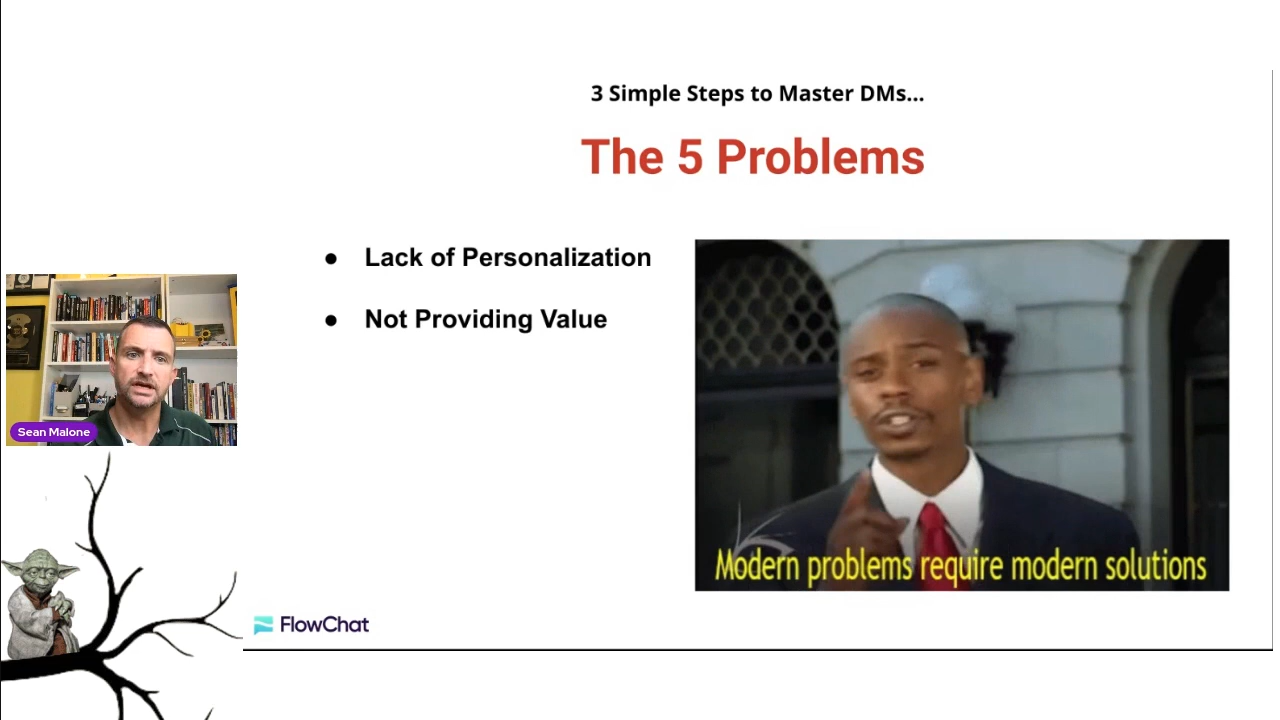 3 Simple Steps to Master DMs...
The 5 Problems
● Lack of Personalization
● Not Providing Value
Sean Malone
Modern problems require modern solutions
FlowChat